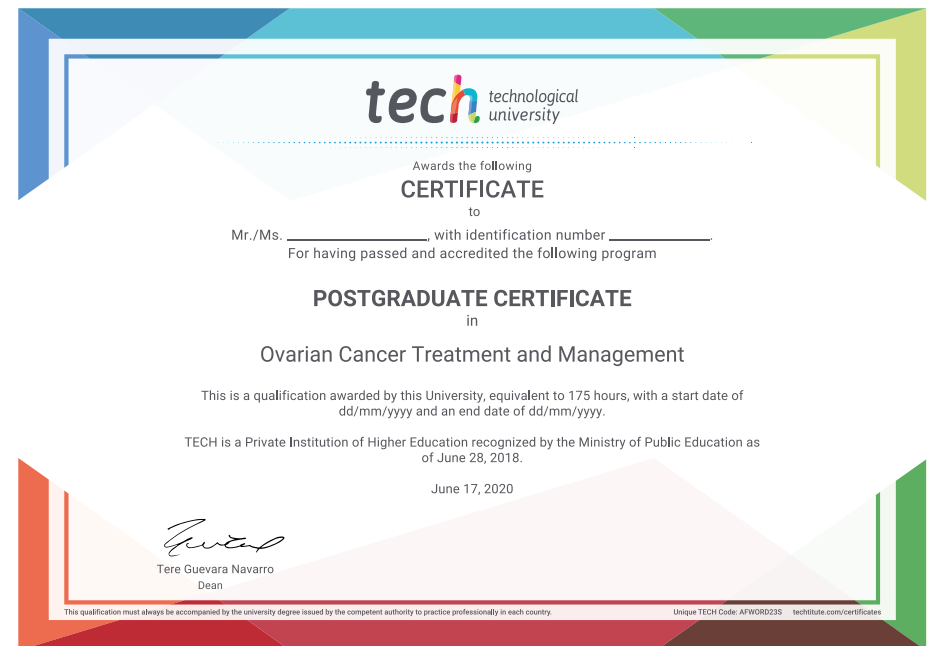 tech technological
university
Awards the following
CERTIFICATE
to
Mr./Ms. ____________________, with identification number ______________.
For having passed and accredited the following program
POSTGRADUATE CERTIFICATE
in
Ovarian Cancer Treatment and Management
This is a qualification awarded by this University, equivalent to 175 hours, with a start date of
dd/mm/yyyy and an end date of dd/mm/yyyy.
TECH is a Private Institution of Higher Education recognized by the Ministry of Public Education as
of June 28, 2018.
June 17, 2020
Tere Guevara Navarro
Dean
This qualification must always be accompanied by the university degree issued by the competent authority to practice professionally in each country.
Unique TECH Code: AFWORD23S techtitute.com/certificates